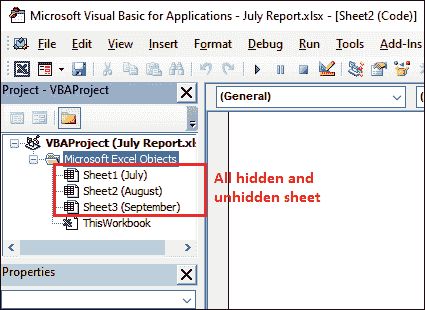 Microsoft Visual Basic for Applications - July Report.xlsx - [Sheet2 (Code)]
File Edit View Insert Format Debug Run Tools Add-Ins
Project - VBAProject
(General)
VBAProject (July Report.xl
Microsoft Excel Objects
Sheet1 (July)
Sheet2 (August)
Sheet3 (September)
ThisWorkbook
All hidden and
unhidden sheet
Properties